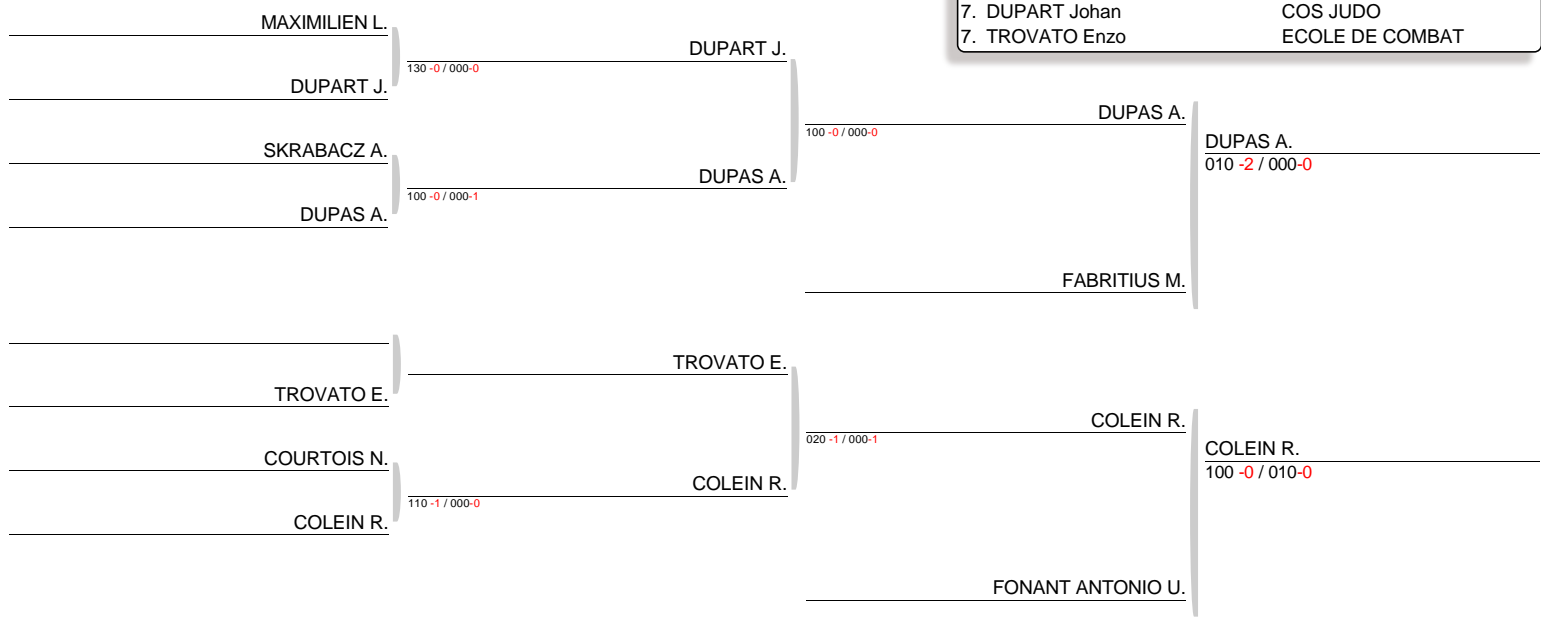 7. DUPART Johan COS JUDO
7. TROVATO Enzo ECOLE DE COMBAT
MAXIMILIEN L.
DUPART J.
130 -0 / 000-0
DUPART J.
SKRABACZ A.
DUPAS A.
100 -0 / 000-1
DUPAS A.
100 -0 / 000-0
DUPAS A.
FABRITIUS M.
DUPAS A.
010 -2 / 000-0
TROVATO E.
TROVATO E.
COURTOIS N.
COLEIN R.
110 -1 / 000-0
COLEIN R.
020 -1 / 000-1
COLEIN R.
FONANT ANTONIO U.
COLEIN R.
100 -0 / 010-0